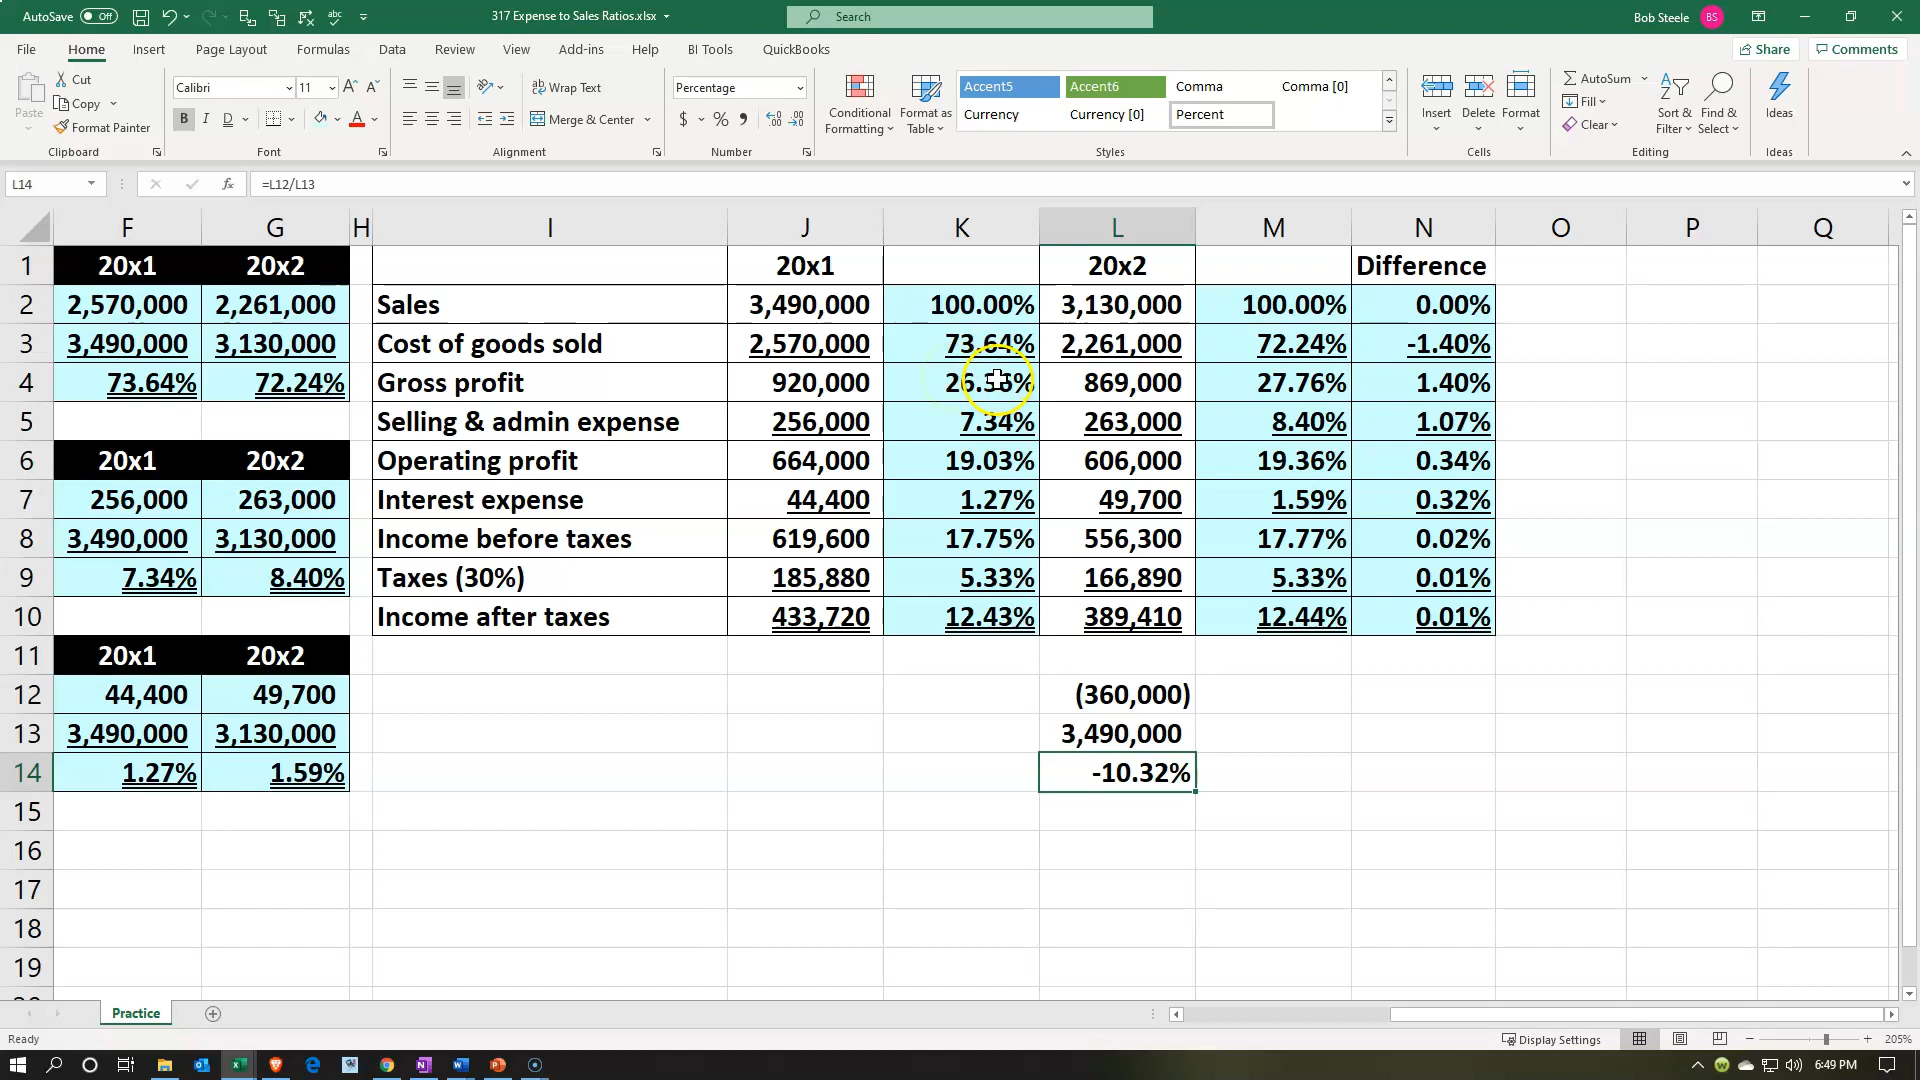 AutoSave Off 317 Expense to Sales Ratios.xlsx Search Bob Steele BS
File Home Insert Page Layout Formulas Data Review View Add-ins Help BI Tools QuickBooks Share Comments
Paste Cut Copy Format Painter Clipboard
Calibri 11 B I D A Font
Wrap Text Merge & Center Alignment
Percentage $ % Number
Conditional Formatting Format as Table
Accent5 Accent6 Comma Comma [0]
Currency Currency [0] Percent
Styles
Insert Delete Format Cells
AutoSum Fill Clear Sort & Filter Find & Select Editing
Ideas Ideas
L14 fx =L12/L13
F G H I J K L M N O P Q
1 20x1 20x2 20x1 20x2 Difference
2 2,570,000 2,261,000 Sales 3,490,000 100.00% 3,130,000 100.00% 0.00%
3 3,490,000 3,130,000 Cost of goods sold 2,570,000 73.64% 2,261,000 72.24% -1.40%
4 73.64% 72.24% Gross profit 920,000 869,000 27.76% 1.40%
5 Selling & admin expense 256,000 7.34% 263,000 8.40% 1.07%
6 20x1 20x2 Operating profit 664,000 19.03% 606,000 19.36% 0.34%
7 256,000 263,000 Interest expense 44,400 1.27% 49,700 1.59% 0.32%
8 3,490,000 3,130,000 Income before taxes 619,600 17.75% 556,300 17.77% 0.02%
9 7.34% 8.40% Taxes (30%) 185,880 5.33% 166,890 5.33% 0.01%
10 Income after taxes 433,720 12.43% 389,410 12.44% 0.01%
11 20x1 20x2
12 44,400 49,700 (360,000)
13 3,490,000 3,130,000 3,490,000
14 1.27% 1.59% -10.32%
15
16
17
18
19
Practice
Ready Display Settings 205%
6:49 PM